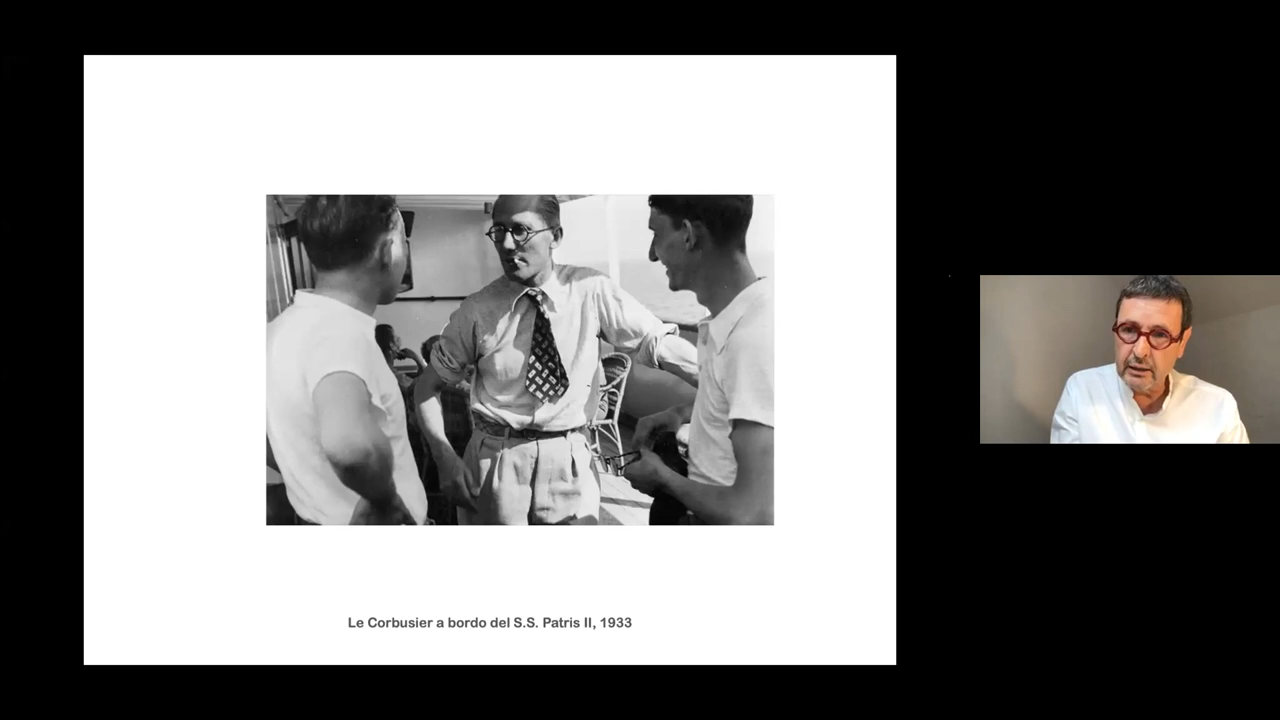 Le Corbusier a bordo del S.S. Patris II, 1933